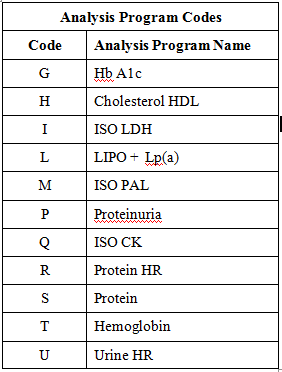 Analysis Program Codes
Code Analysis Program Name
G Hb A1c
H Cholesterol HDL
I ISO LDH
L LIPO + Lp(a)
M ISO PAL
P Proteinuria
Q ISO CK
R Protein HR
S Protein
T Hemoglobin
U Urine HR